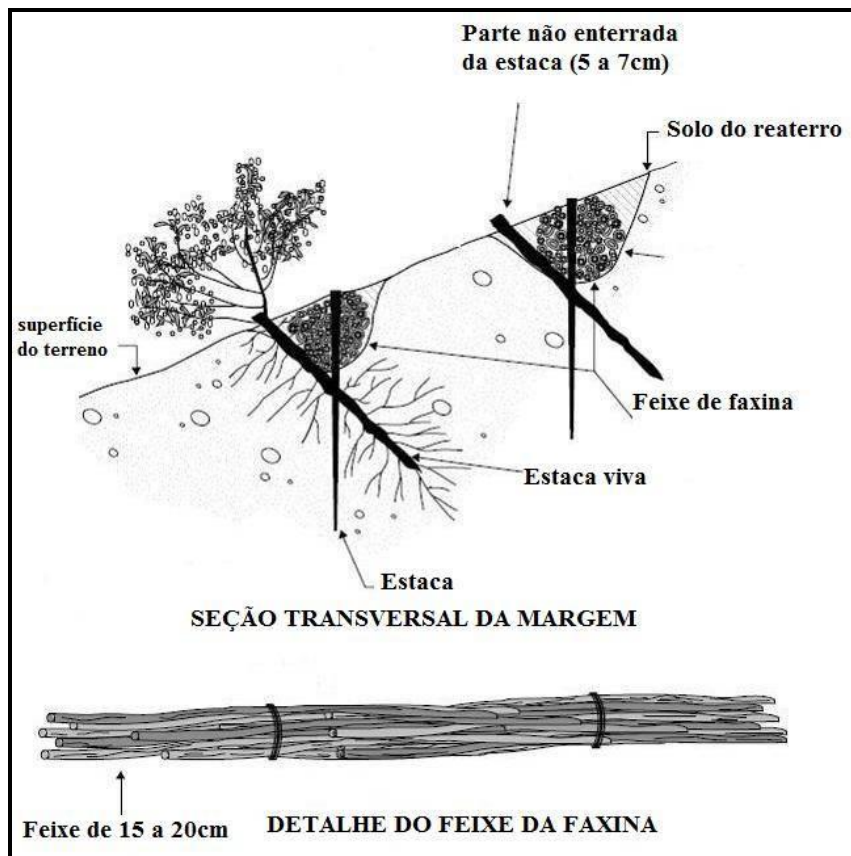 Parte não enterrada
da estaca (5 a 7cm)
Solo do reaterro
superfície
do terreno
Feixe de faxina
Estaca viva
Estaca
SEÇÃO TRANSVERSAL DA MARGEM
Feixe de 15 a 20cm
DETALHE DO FEIXE DA FAXINA